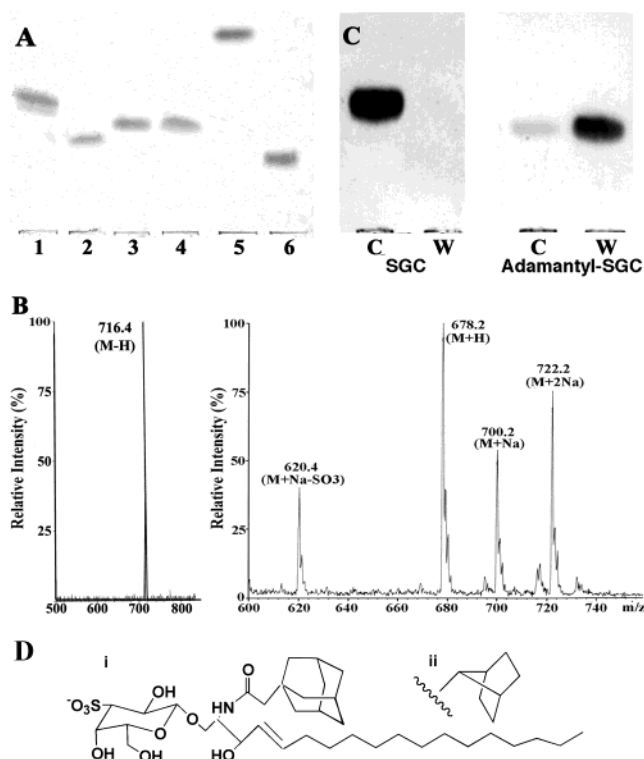 A
1 2 3 4 5 6
C
C W C W
SGC Adamantyl-SGC
B
100
75
50
25
0
Relative Intensity (%)
716.4
(M-H)
500 600 700 800
100
75
50
25
0
Relative Intensity (%)
620.4
(M+Na-SO3)
678.2
(M+H)
700.2
(M+Na)
722.2
(M+2Na)
600 620 640 660 680 700 720 740 m/z
D
i ii
-O3S OH O HN O
O
OH HO HO